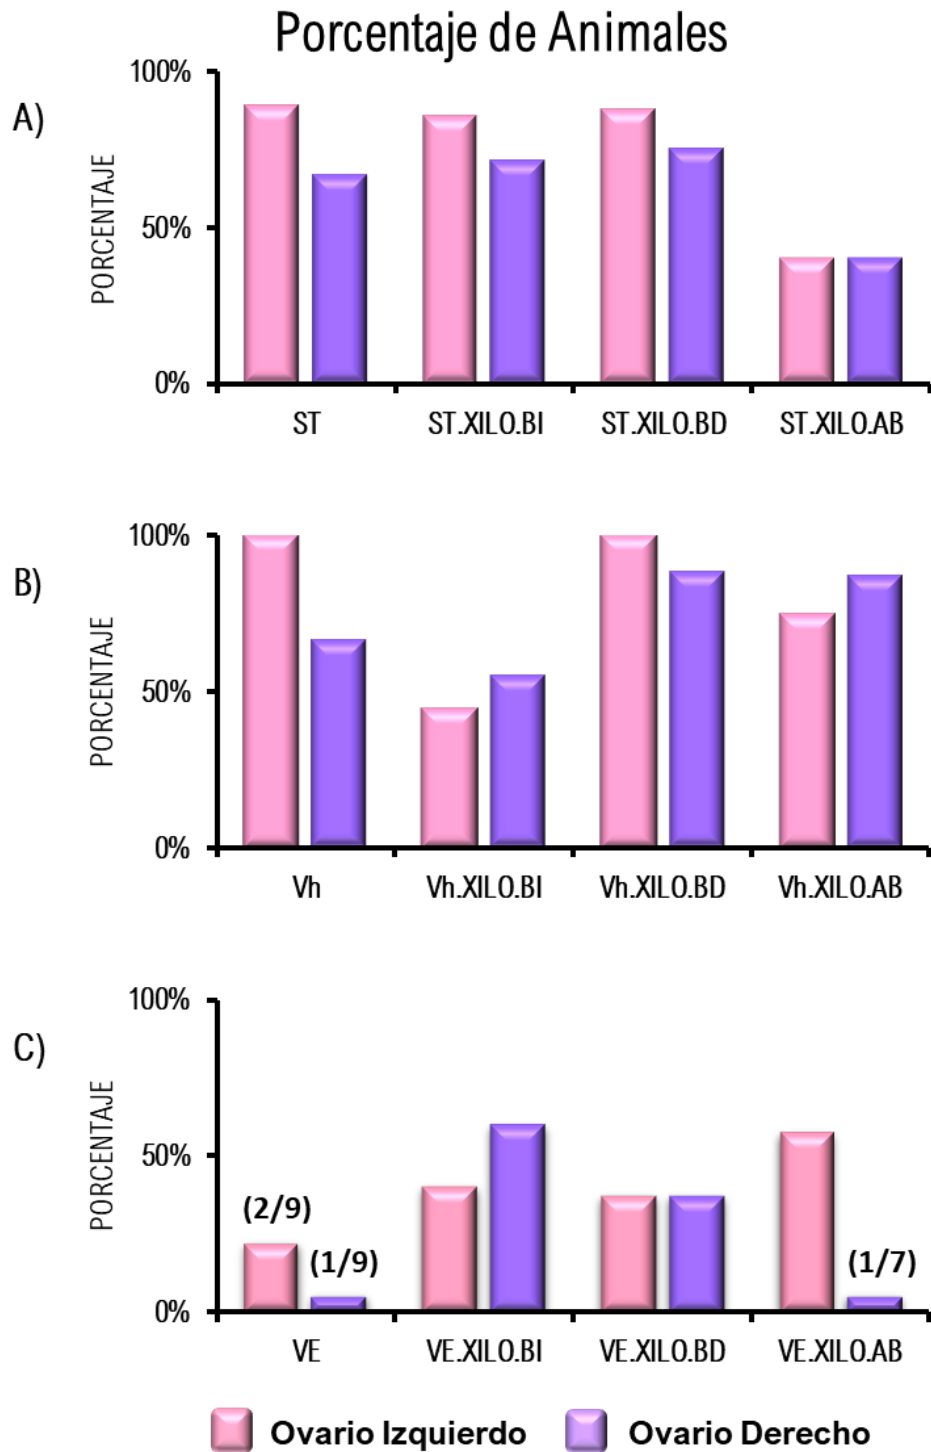 Porcentaje de Animales
A)
PORCENTAJE
100%
50%
0%
ST ST.XILO.BI ST.XILO.BD ST.XILO.AB
B)
PORCENTAJE
100%
50%
0%
Vh Vh.XILO.BI Vh.XILO.BD Vh.XILO.AB
C)
PORCENTAJE
100%
50%
0%
(2/9)
(1/9)
(1/7)
VE VE.XILO.BI VE.XILO.BD VE.XILO.AB
Ovario Izquierdo Ovario Derecho